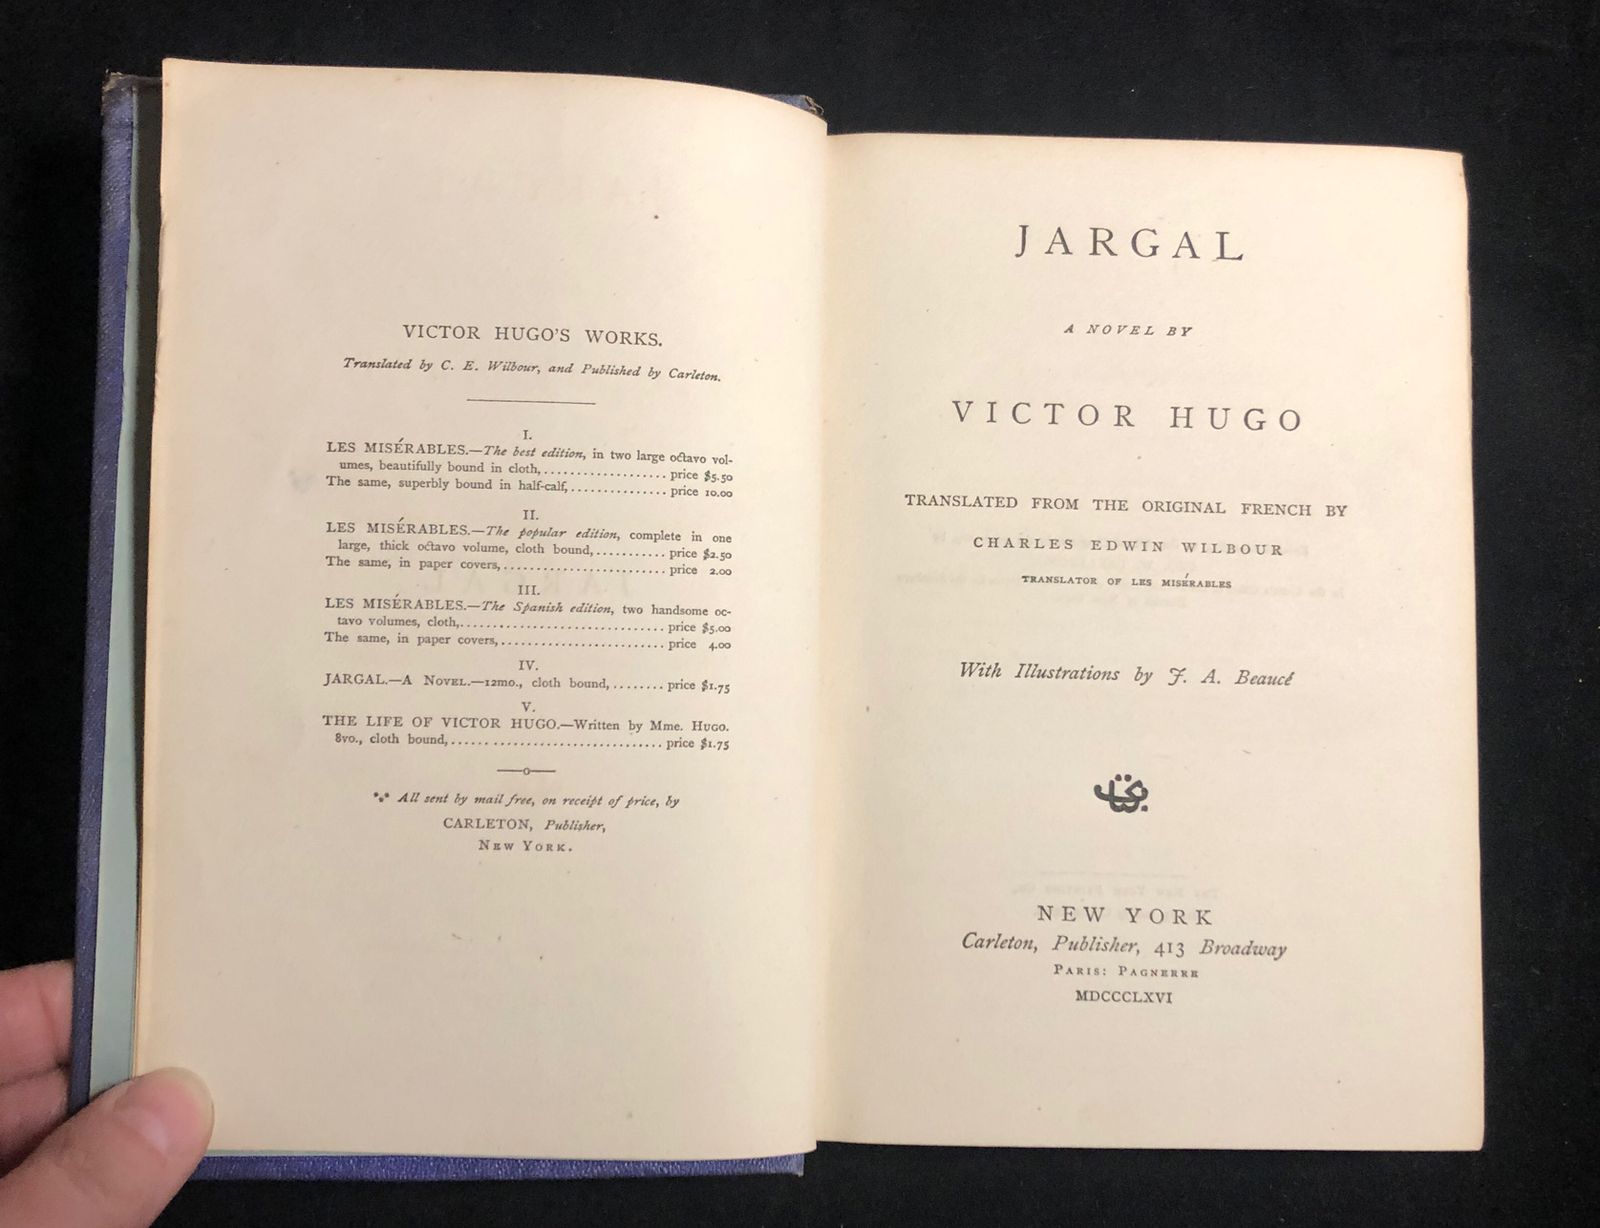 VICTOR HUGO'S WORKS.
Translated by C. E. Wilbour, and Published by Carleton.
I.
LES MISÉRABLES.—The best edition, in two large octavo vol-
umes, beautifully bound in cloth,.................. price $5.50
The same, superbly bound in half-calf,.............. price 10.00
II.
LES MISÉRABLES.—The popular edition, complete in one
large, thick octavo volume, cloth bound,........... price $2.50
The same, in paper covers,......................... price 2.00
III.
LES MISÉRABLES.—The Spanish edition, two handsome oc-
tavo volumes, cloth,............................... price $5.00
The same, in paper covers,......................... price 4.00
IV.
JARGAL.—A NOVEL.—12mo., cloth bound,........ price $1.75
V.
THE LIFE OF VICTOR HUGO.—Written by Mme. HUGO.
8vo., cloth bound,................................. price $1.75
*** All sent by mail free, on receipt of price, by
CARLETON, Publisher,
NEW YORK.
JARGAL
A NOVEL BY
VICTOR HUGO
TRANSLATED FROM THE ORIGINAL FRENCH BY
CHARLES EDWIN WILBOUR
TRANSLATOR OF LES MISÉRABLES
With Illustrations by J. A. Beaucé
NEW YORK
Carleton, Publisher, 413 Broadway
PARIS: PAGNERRE
MDCCCLXVI